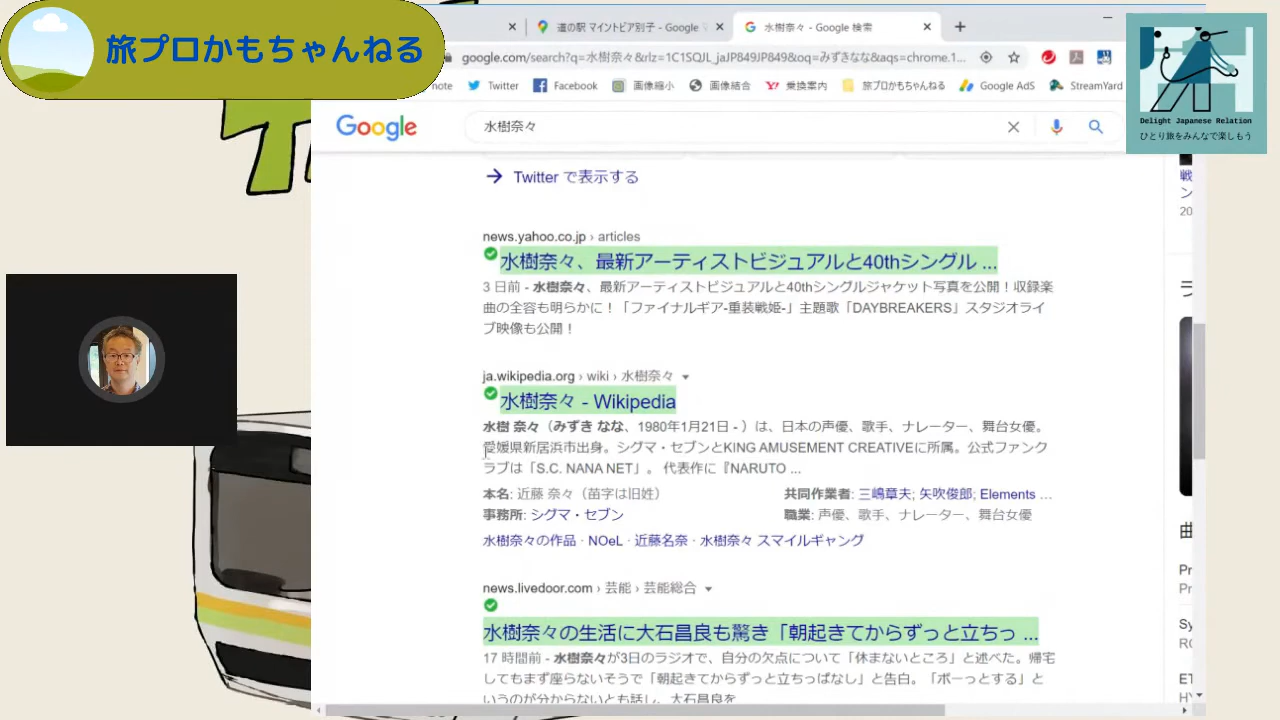 旅プロかもちゃんねる
道の駅 マイントピア別子 - Google
水樹奈々 - Google 検索
google.com/search?q=水樹奈々&rlz=1C1SQJL_jaJP849JP849&oq=みずきなな&aqs=chrome.1...
note
Twitter
Facebook
画像縮小
画像結合
乗換案内
旅プロかもちゃんねる
Google AdS
StreamYard
Delight Japanese Relation
ひとり旅をみんなで楽しもう
Google
水樹奈々
Twitter で表示する
news.yahoo.co.jp › articles
水樹奈々、最新アーティストビジュアルと40thシングル ...
3 日前 - 水樹奈々、最新アーティストビジュアルと40thシングルジャケット写真を公開！収録楽
曲の全容も明らかに！「ファイナルギア-重装戦姫-」主題歌「DAYBREAKERS」スタジオライ
ブ映像も公開！
ja.wikipedia.org › wiki › 水樹奈々
水樹奈々 - Wikipedia
水樹 奈々（みずき なな、1980年1月21日 - ）は、日本の声優、歌手、ナレーター、舞台女優。
愛媛県新居浜市出身。シグマ・セブンとKING AMUSEMENT CREATIVEに所属。公式ファンク
ラブは「S.C. NANA NET」。 代表作に『NARUTO ...
本名: 近藤 奈々（苗字は旧姓）
共同作業者: 三嶋章夫; 矢吹俊郎; Elements …
事務所: シグマ・セブン
職業: 声優、歌手、ナレーター、舞台女優
水樹奈々の作品 · NOeL · 近藤名奈 · 水樹奈々 スマイルギャング
news.livedoor.com › 芸能 › 芸能総合
水樹奈々の生活に大石昌良も驚き「朝起きてからずっと立ちっ ...
17 時間前 - 水樹奈々が3日のラジオで、自分の欠点について「休まないところ」と述べた。帰宅
してもまず座らないそうで「朝起きてからずっと立ちっぱなし」と告白。「ボーっとする」に
というのが分からないとも話し、大石昌良を
戦
ン
20
ラ
曲
Pr
Pr
Sy
RC
ET
HY